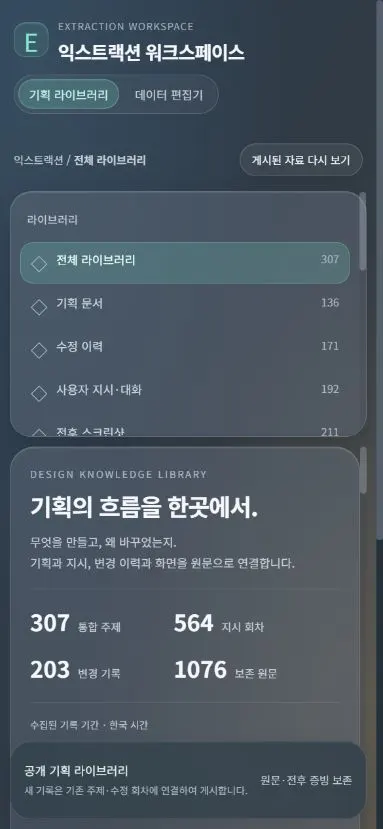 E
EXTRACTION WORKSPACE
익스트랙션 워크스페이스
기획 라이브러리 데이터 편집기
익스트랙션 / 전체 라이브러리 게시된 자료 다시 보기
라이브러리
전체 라이브러리 307
기획 문서 136
수정 이력 171
사용자 지시·대화 192
전후 스크린샷 211
DESIGN KNOWLEDGE LIBRARY
기획의 흐름을 한곳에서.
무엇을 만들고, 왜 바꾸었는지.
기획과 지시, 변경 이력과 화면을 원문으로 연결합니다.
307 통합 주제 564 지시 회차
203 변경 기록 1076 보존 원문
수집된 기록 기간 · 한국 시간
공개 기획 라이브러리
새 기록은 기존 주제·수정 회차에 연결하여 게시합니다.
원문·전후 증빙 보존